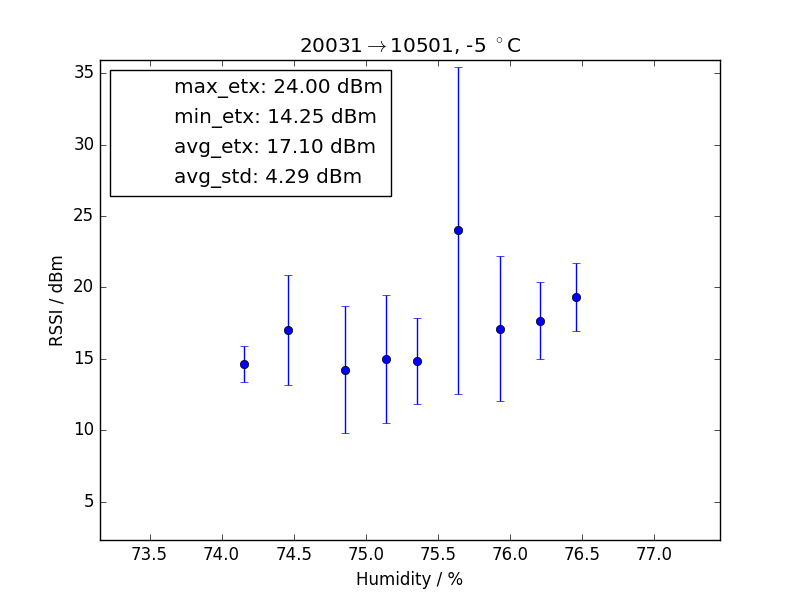 20031→10501, -5 °C
max_etx: 24.00 dBm
min_etx: 14.25 dBm
avg_etx: 17.10 dBm
avg_std: 4.29 dBm
35
30
25
20
15
10
5
RSSI / dBm
73.5 74.0 74.5 75.0 75.5 76.0 76.5 77.0
Humidity / %